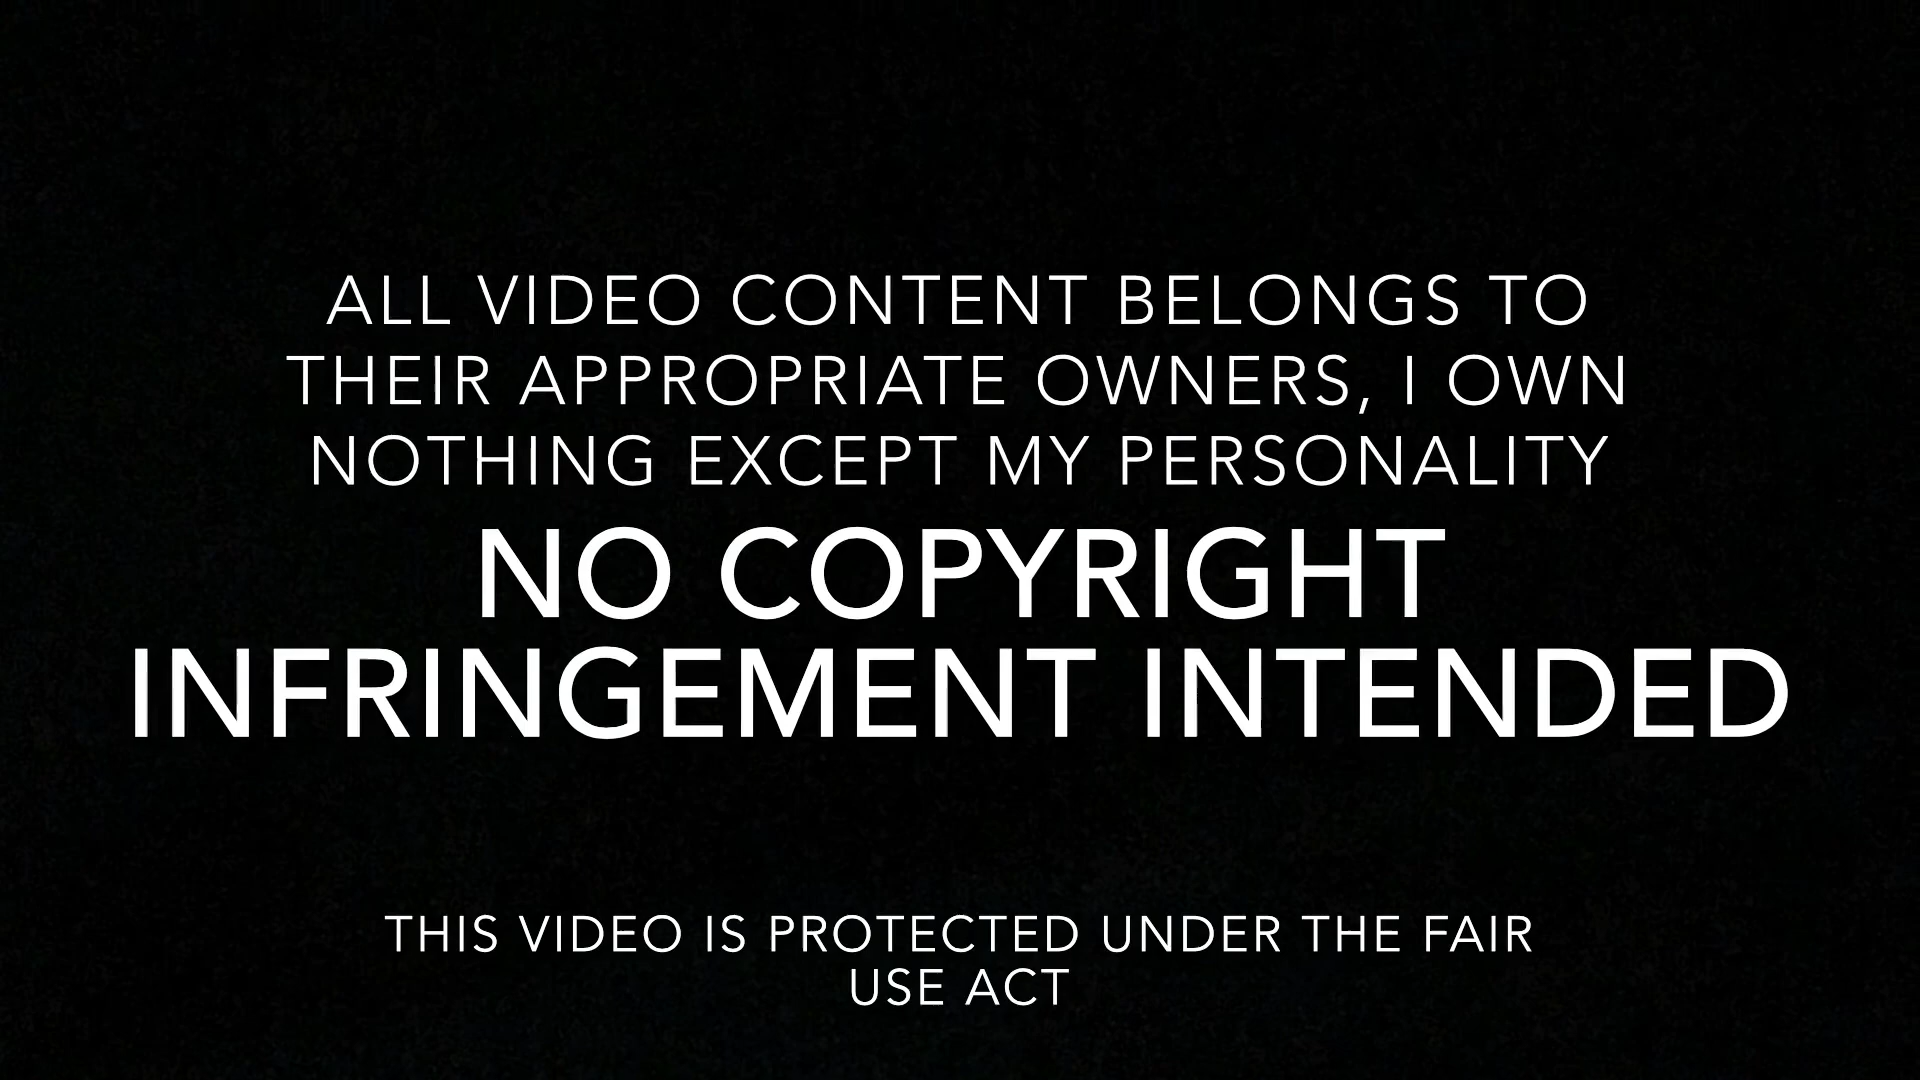 ALL VIDEO CONTENT BELONGS TO
THEIR APPROPRIATE OWNERS, I OWN
NOTHING EXCEPT MY PERSONALITY
NO COPYRIGHT
INFRINGEMENT INTENDED
THIS VIDEO IS PROTECTED UNDER THE FAIR
USE ACT